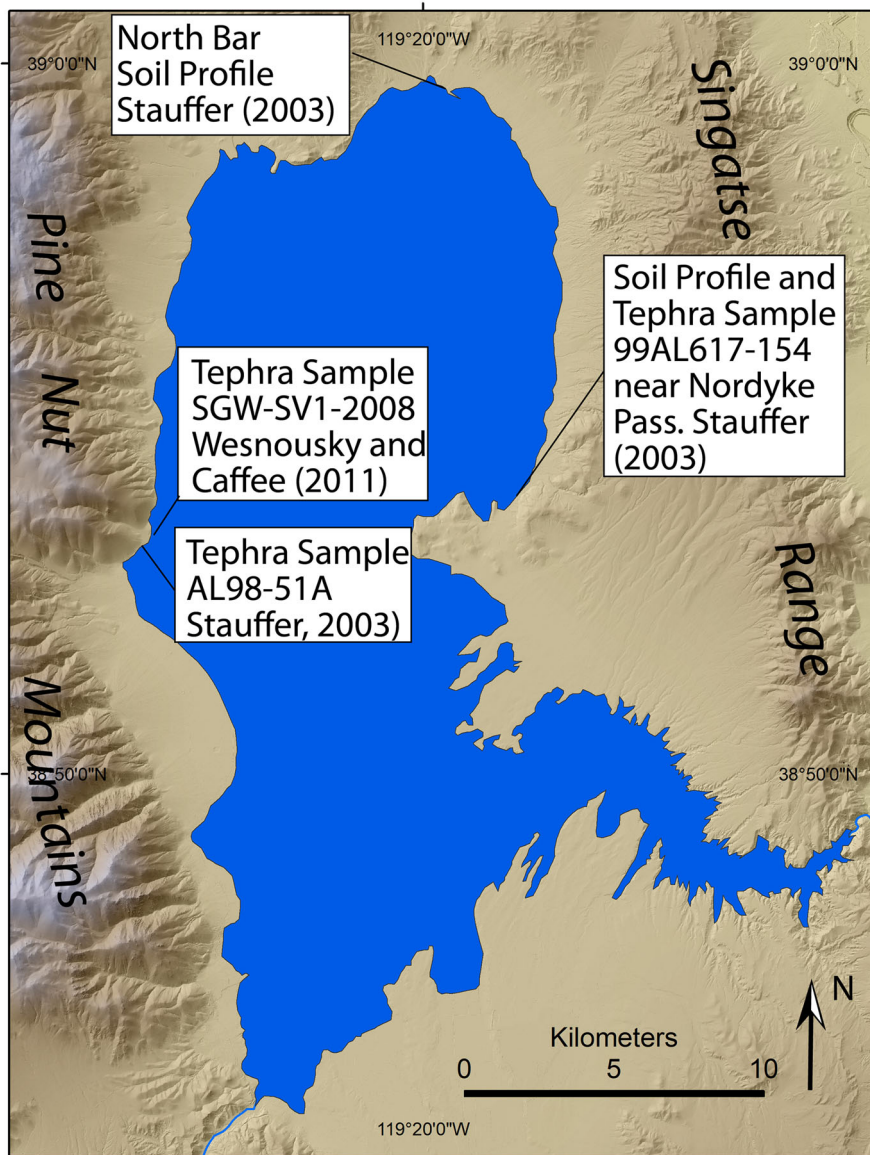 North Bar
Soil Profile
Stauffer (2003)
119°20'0"W
39°0'0"N
39°0'0"N
Singatse
Pine
Soil Profile and
Tephra Sample
99AL617-154
near Nordyke
Pass. Stauffer
(2003)
Tephra Sample
SGW-SV1-2008
Wesnousky and
Caffee (2011)
Nut
Tephra Sample
AL98-51A
Stauffer, 2003)
Range
Mountains
38°50'0"N
38°50'0"N
N
Kilometers
0 5 10
119°20'0"W